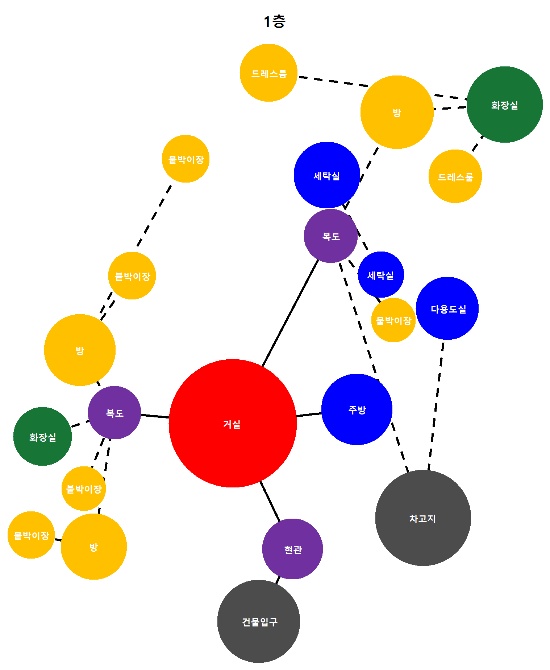 1층
드레스룸
방
화장실
붙박이장
세탁실
드레스룸
복도
붙박이장
세탁실
다용도실
붙박이장
방
복도
거실
주방
화장실
붙박이장
차고지
붙박이장
방
현관
건물입구